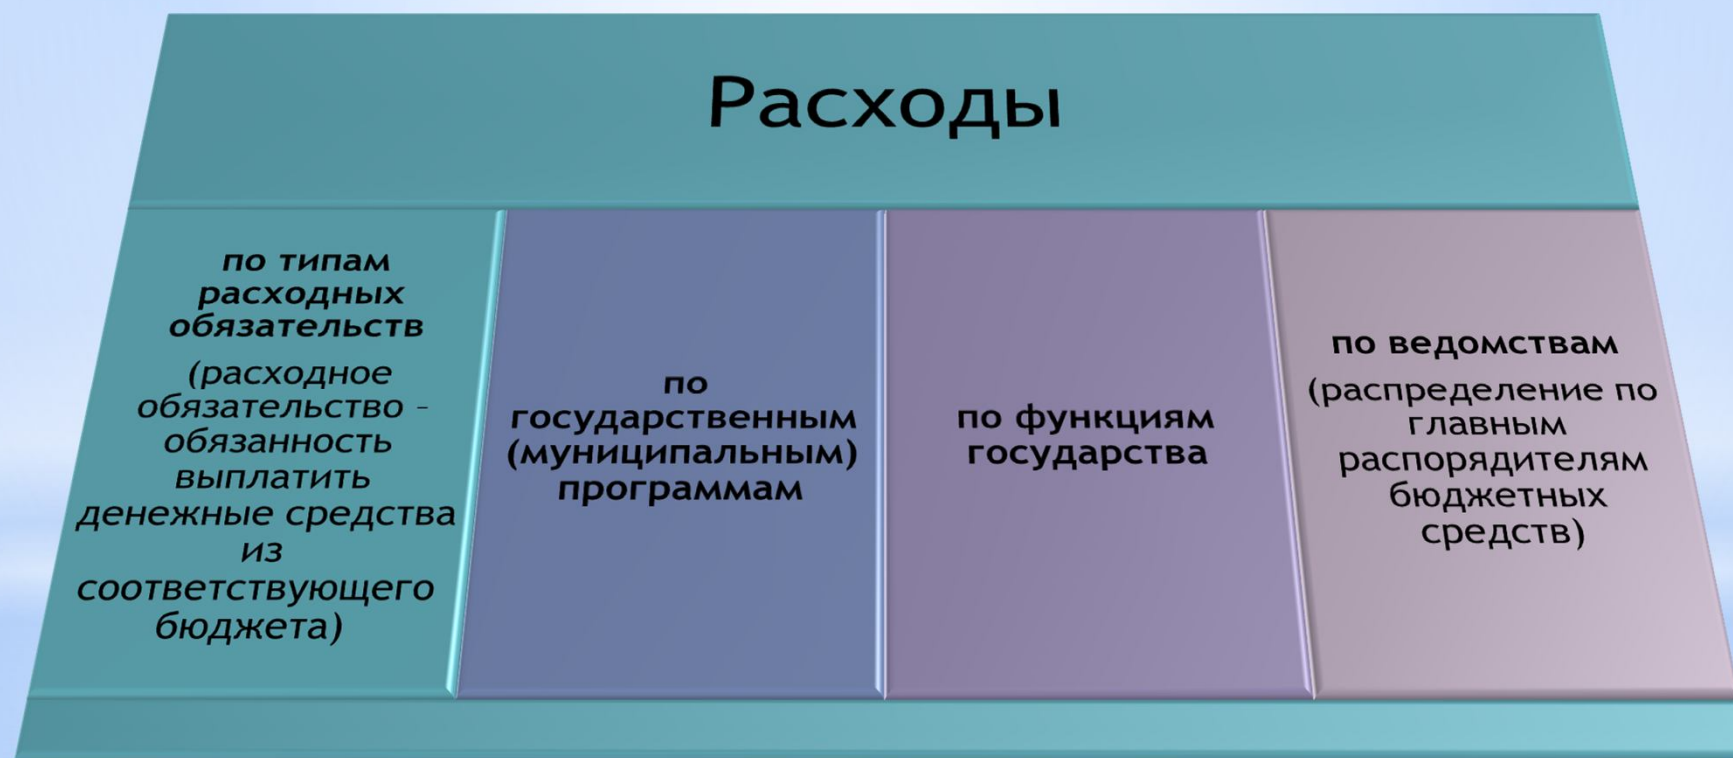 Расходы
по типам
расходных
обязательств
(расходное
обязательство -
обязанность
выплатить
денежные средства
из
соответствующего
бюджета)
по
государственным
(муниципальным)
программам
по функциям
государства
по ведомствам
(распределение по
главным
распорядителям
бюджетных
средств)